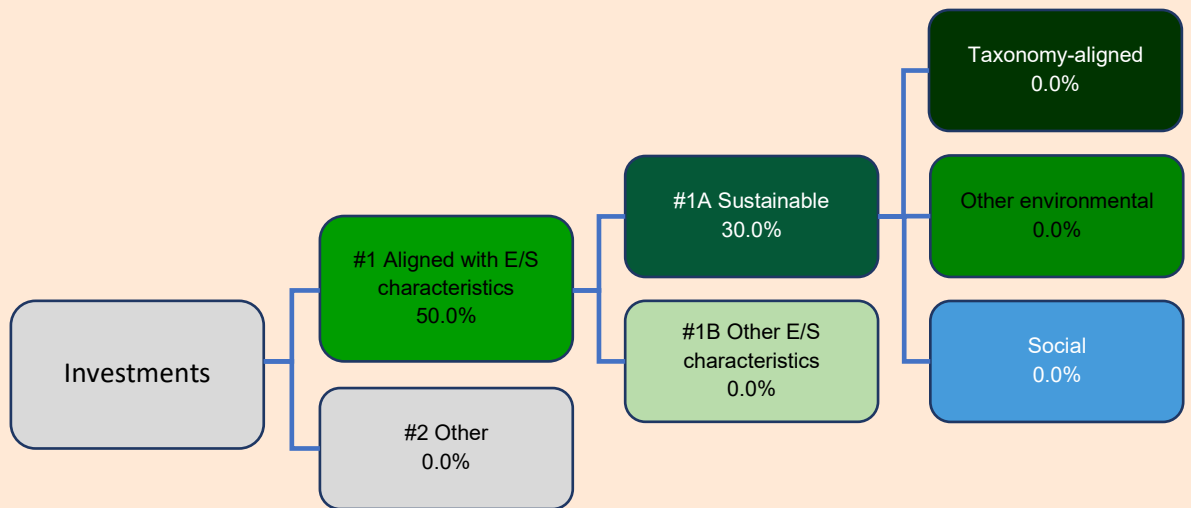 Investments
#1 Aligned with E/S
characteristics
50.0%
#2 Other
0.0%
#1A Sustainable
30.0%
#1B Other E/S
characteristics
0.0%
Taxonomy-aligned
0.0%
Other environmental
0.0%
Social
0.0%